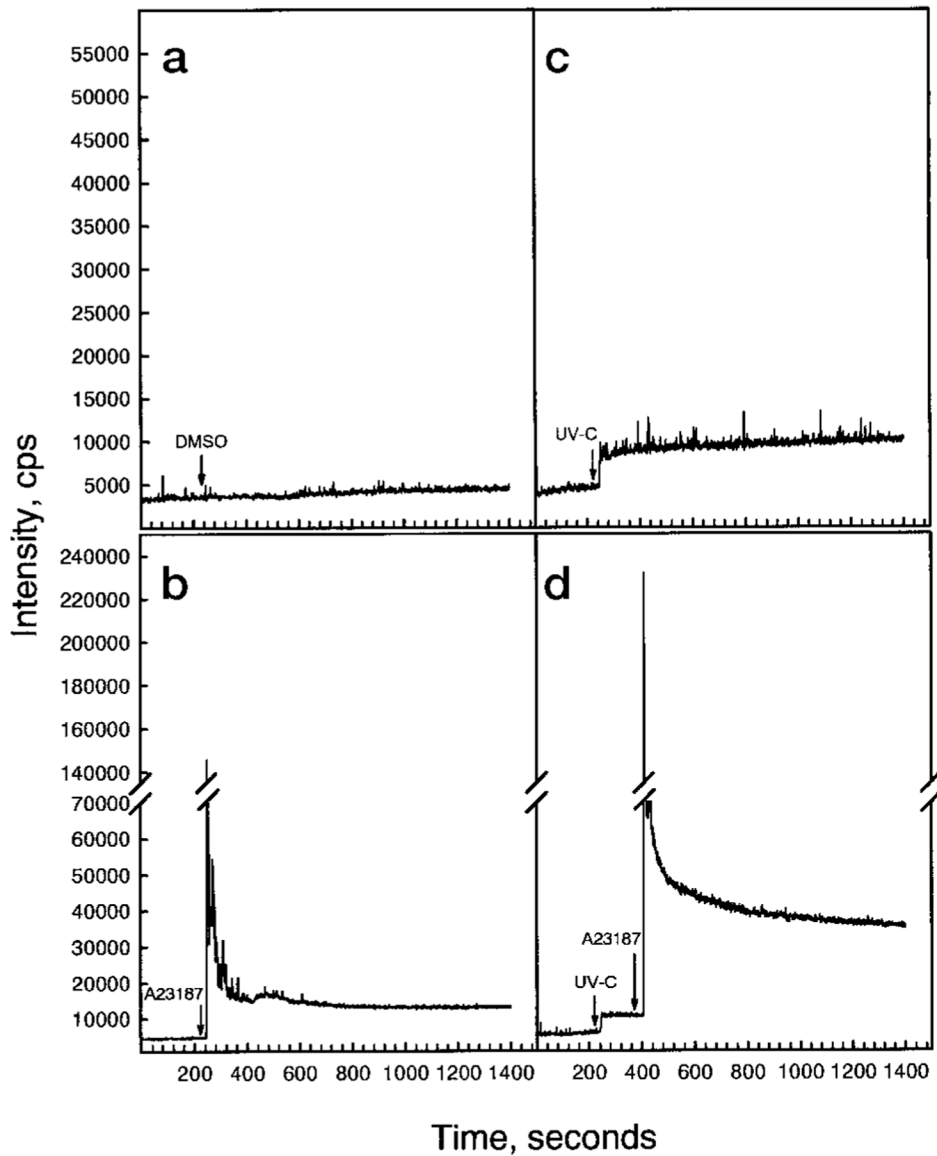 a
c
55000
50000
45000
40000
35000
30000
25000
20000
15000
10000
5000
DMSO
UV-C
Intensity, cps
b
d
240000
220000
200000
180000
160000
140000
70000
60000
50000
40000
30000
20000
10000
A23187
A23187
UV-C
200 400 600 800 1000 1200 1400 200 400 600 800 1000 1200 1400
Time, seconds